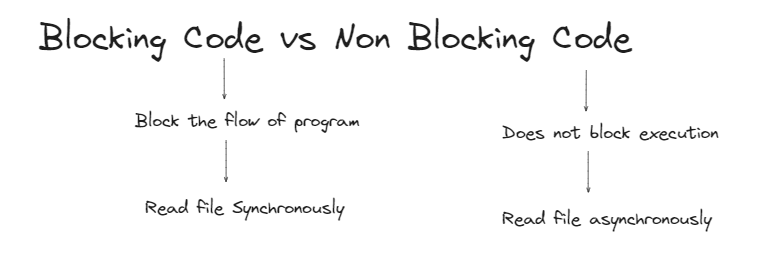 Blocking Code vs Non Blocking Code
Block the flow of program
Does not block execution
Read file Synchronously
Read file asynchronously